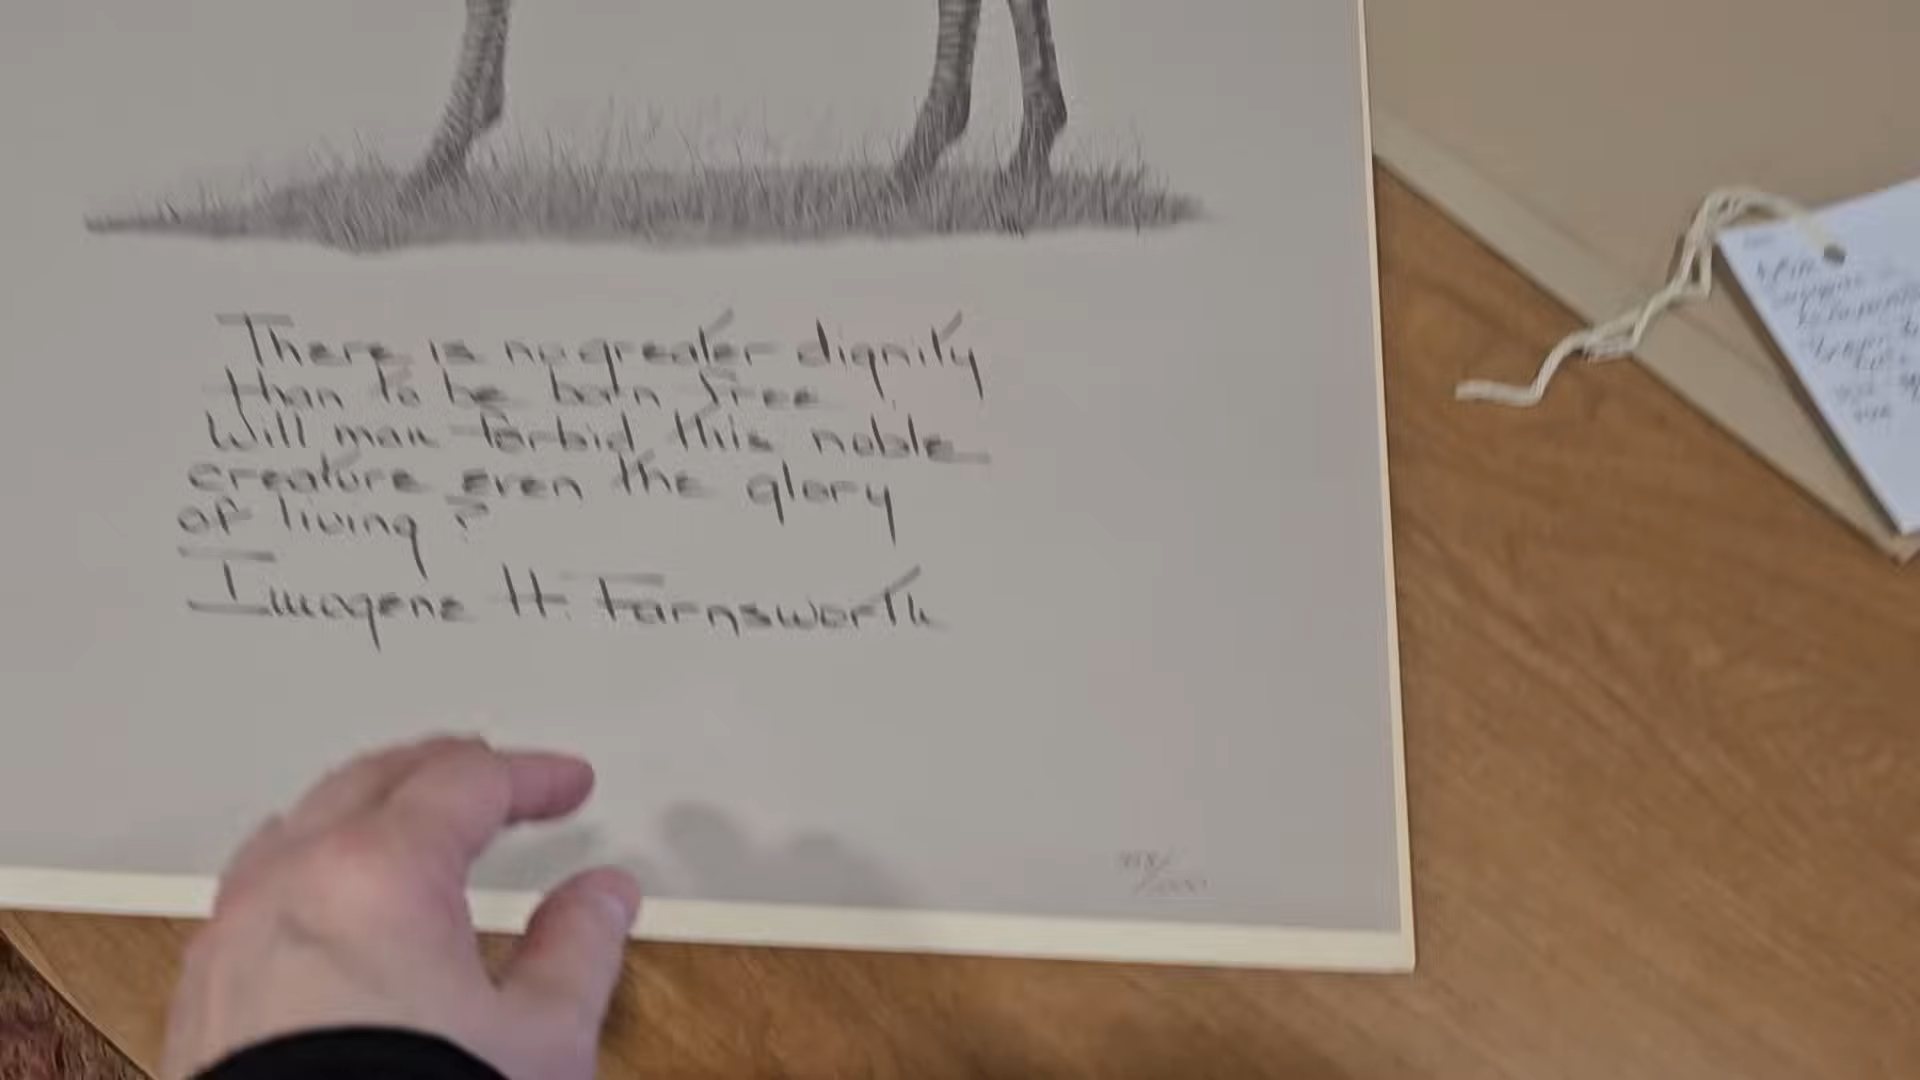 There is no greater dignity
than to be born free
Will man forbid this noble
creature even the glory
of living ?
Imogene H. Farnsworth